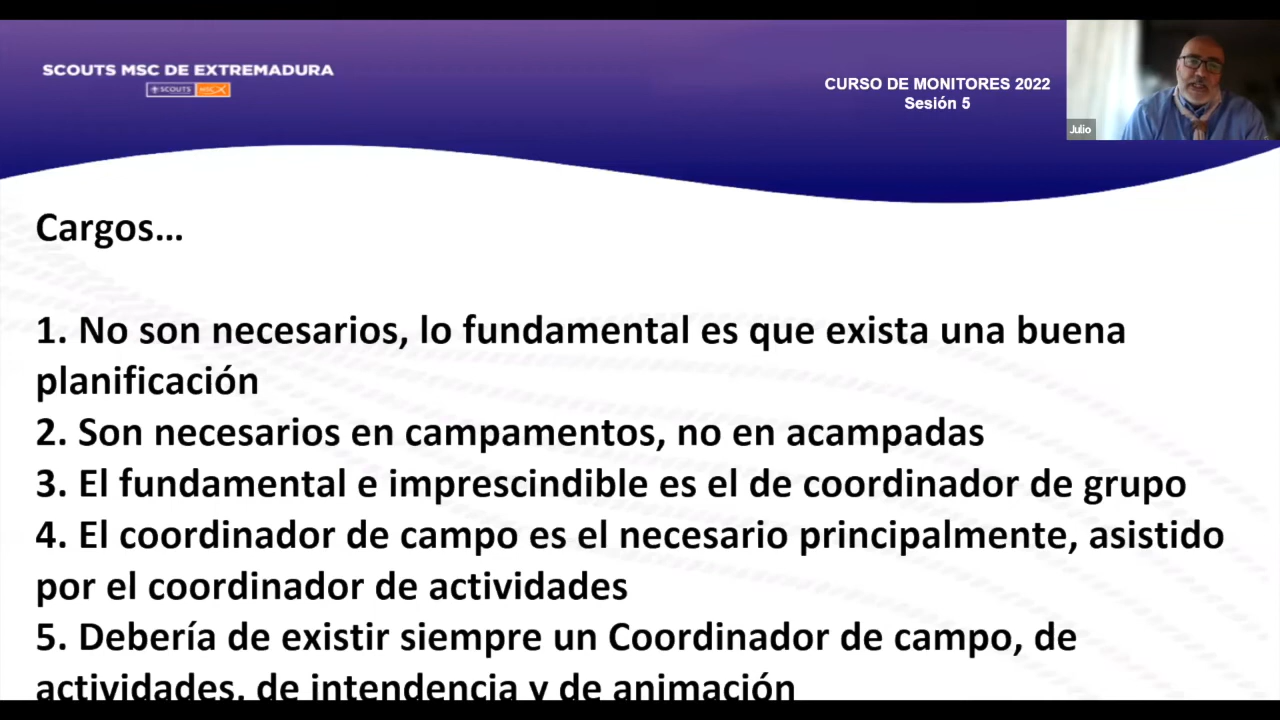 SCOUTS MSC DE EXTREMADURA
SCOUTS MSC
CURSO DE MONITORES 2022
Sesión 5
Julio
Cargos...
1. No son necesarios, lo fundamental es que exista una buena
planificación
2. Son necesarios en campamentos, no en acampadas
3. El fundamental e imprescindible es el de coordinador de grupo
4. El coordinador de campo es el necesario principalmente, asistido
por el coordinador de actividades
5. Debería de existir siempre un Coordinador de campo, de
actividades, de intendencia y de animación